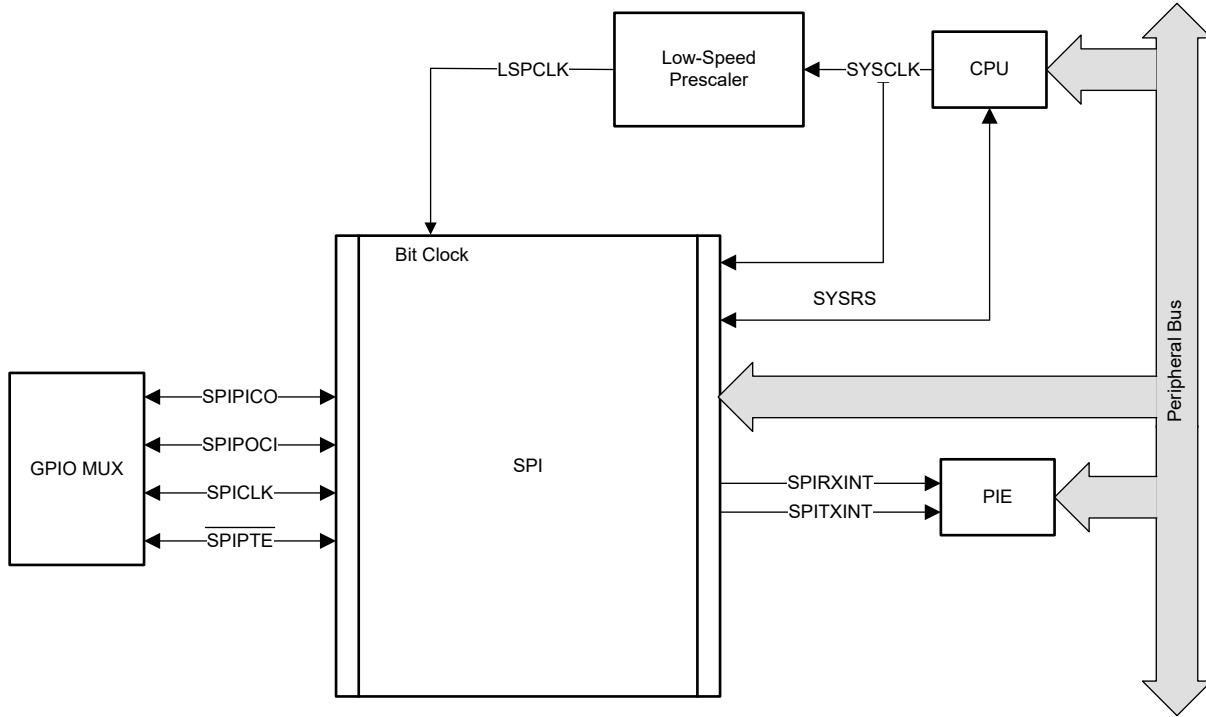 Low-Speed
Prescaler
LSPCLK
SYSCLK
CPU
Bit Clock
SYSRS
Peripheral Bus
SPIPICO
SPIPOCI
GPIO MUX
SPI
SPICLK
SPIPTE
SPIRXINT
SPITXINT
PIE